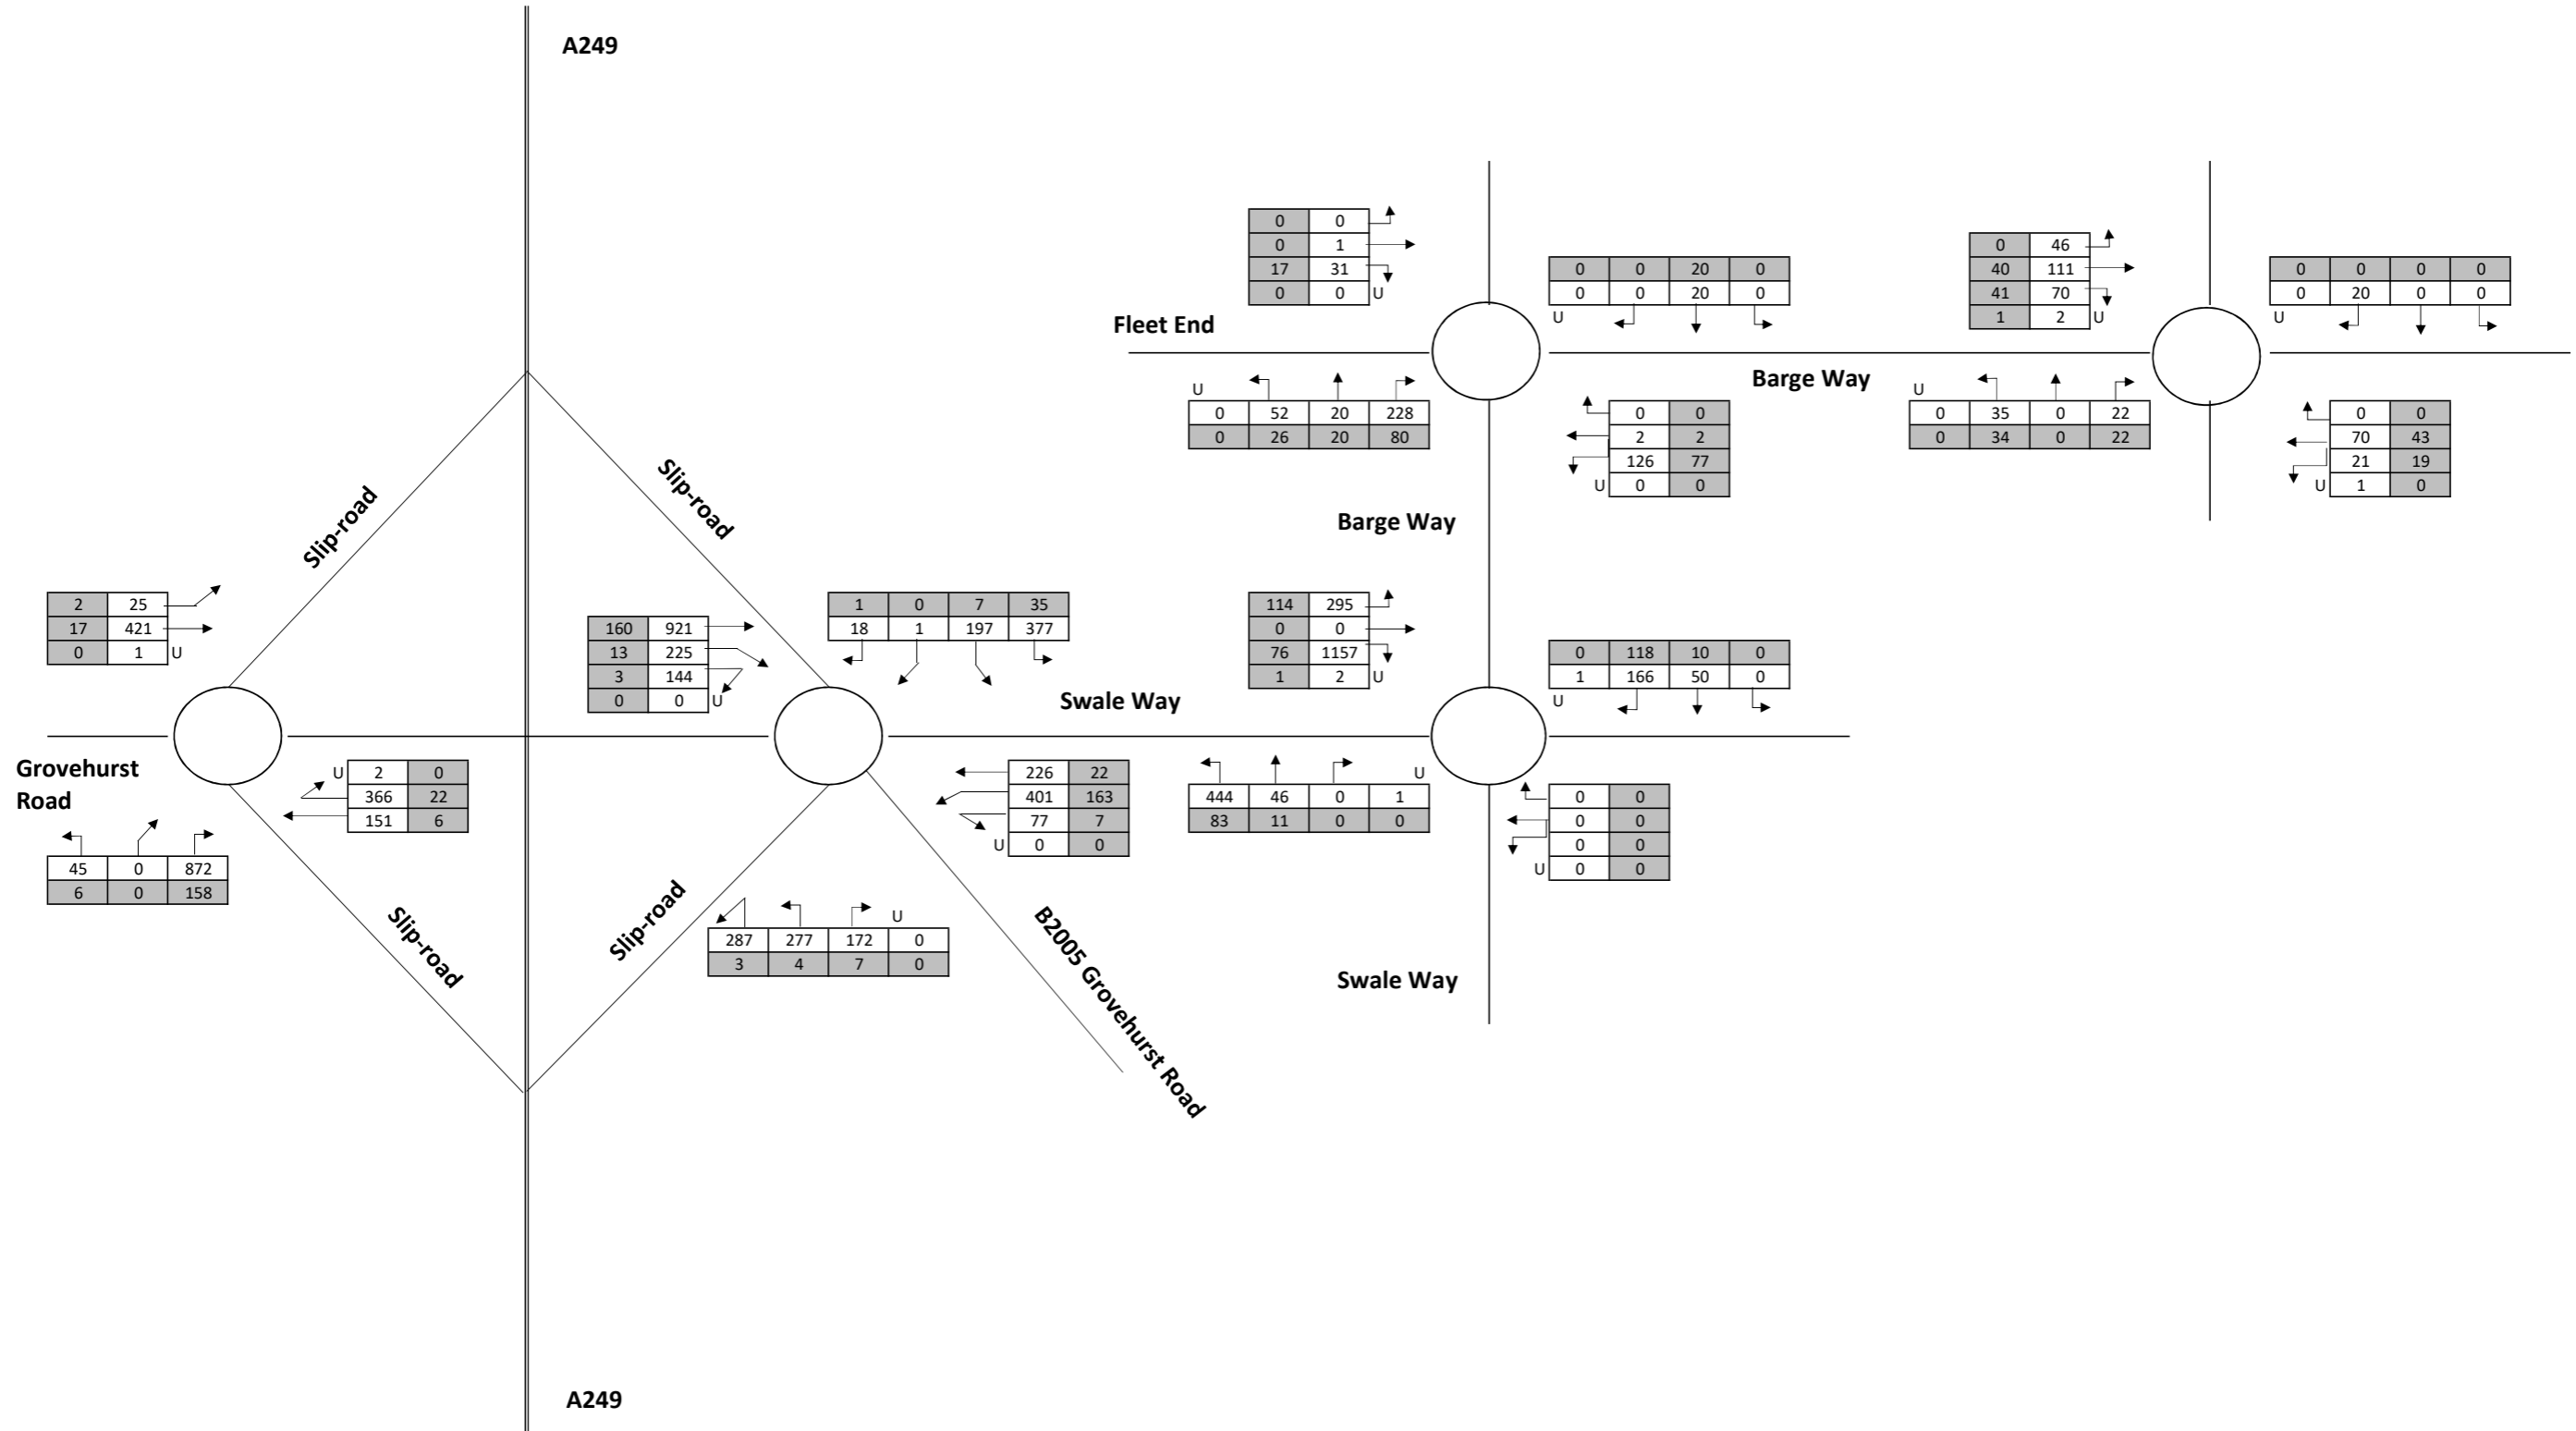 A249
0 0
0 1
17 31
0 0 U
0 0 20 0
0 0 20 0
U
0 46
40 111
41 70
1 2 U
0 0 0 0
0 20 0 0
U
Fleet End
Barge Way
U
0 52 20 228
0 26 20 80
0 0
2 2
126 77
U 0 0
U
0 35 0 22
0 34 0 22
0 0
70 43
21 19
U 1 0
Slip-road
Slip-road
Barge Way
2 25
17 421
0 1 U
160 921
13 225
3 144
0 0 U
1 0 7 35
18 1 197 377
Swale Way
114 295
0 0
76 1157
1 2 U
0 118 10 0
1 166 50 0
U
Grovehurst
Road
U 2 0
366 22
151 6
45 0 872
6 0 158
226 22
401 163
77 7
U 0 0
U
444 46 0 1
83 11 0 0
0 0
0 0
0 0
U 0 0
Slip-road
Slip-road
U
287 277 172 0
3 4 7 0
B2005 Grovehurst Road
Swale Way
A249